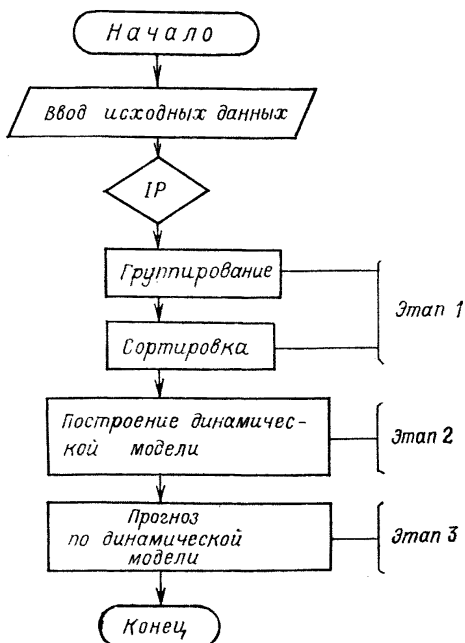 Начало
Ввод исходных данных
IP
Группирование
Этап 1
Сортировка
Построение динамичес-
кой модели
Этап 2
Прогноз
по динамической
модели
Этап 3
Конец